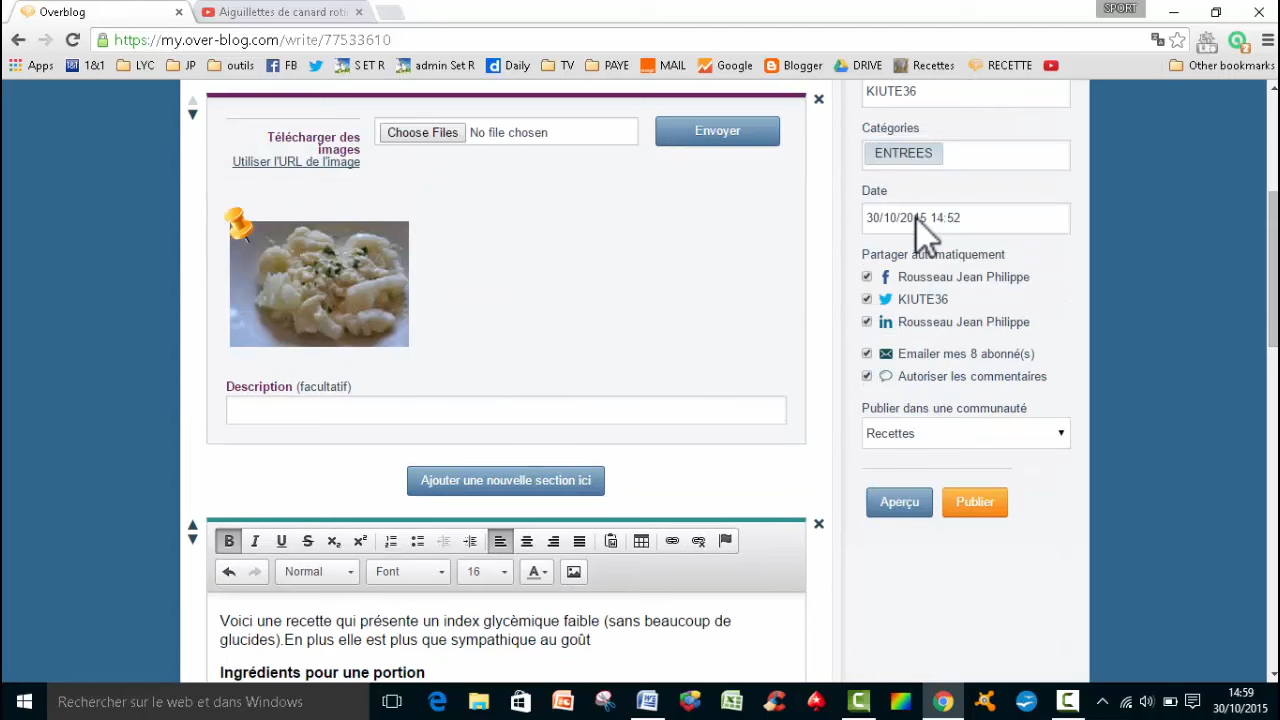 Overblog
Aiguillettes de canard roti
SPORT
https://my.over-blog.com/write/77533610
Apps
1&1
LYC
JP
outils
FB
S ET R
admin Set R
Daily
TV
PAYE
MAIL
Google
Blogger
DRIVE
Recettes
RECETTE
Other bookmarks
Télécharger des
images
Utiliser l'URL de l'image
Choose Files No file chosen
Envoyer
Description (facultatif)
Ajouter une nouvelle section ici
Normal
Font
16
Voici une recette qui présente un index glycèmique faible (sans beaucoup de
glucides).En plus elle est plus que sympathique au goût
Ingrédients pour une portion
KIUTE36
Catégories
ENTREES
Date
30/10/2015 14:52
Partager automatiquement
Rousseau Jean Philippe
KIUTE36
Rousseau Jean Philippe
Emailer mes 8 abonné(s)
Autoriser les commentaires
Publier dans une communauté
Recettes
Aperçu
Publier
Rechercher sur le web et dans Windows
14:59
30/10/2015